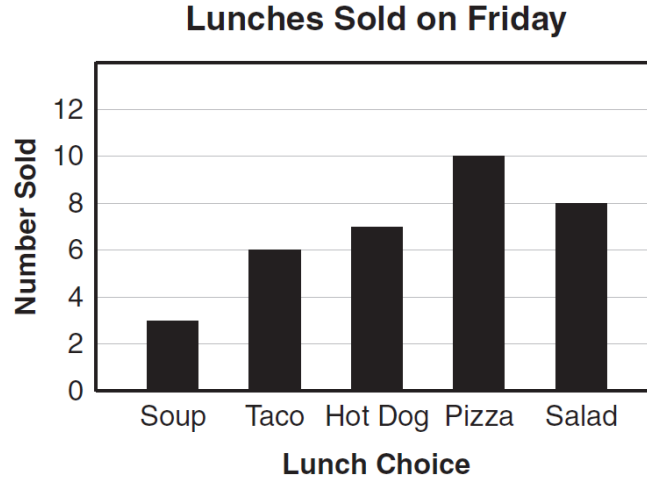 Lunches Sold on Friday
Number Sold
12
10
8
6
4
2
0
Soup Taco Hot Dog Pizza Salad
Lunch Choice